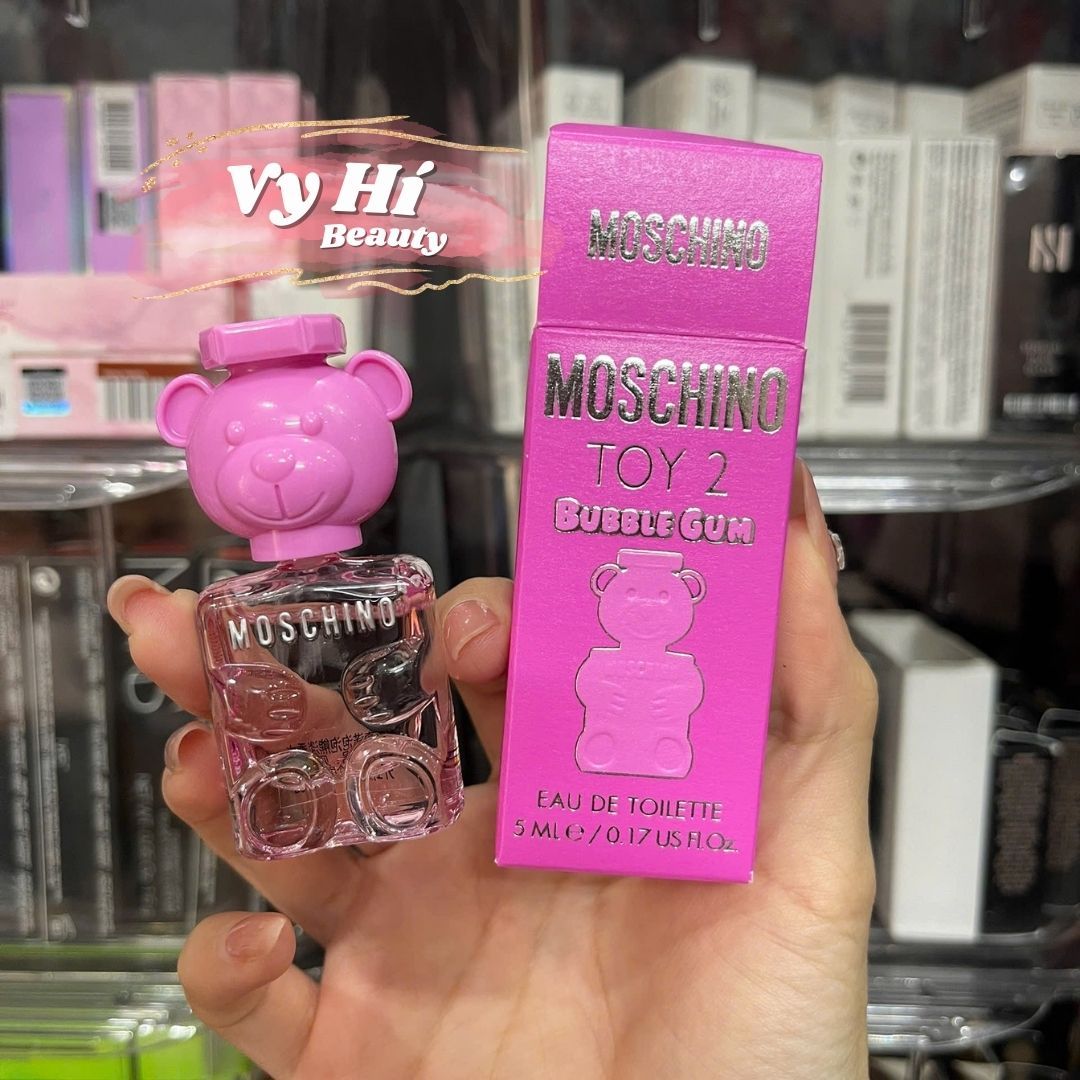 Vy Hí
Beauty
MOSCHINO
MOSCHINO
TOY 2
BUBBLE GUM
EAU DE TOILETTE
5 ML e / 0.17 US Fl.Oz.
MOSCHINO